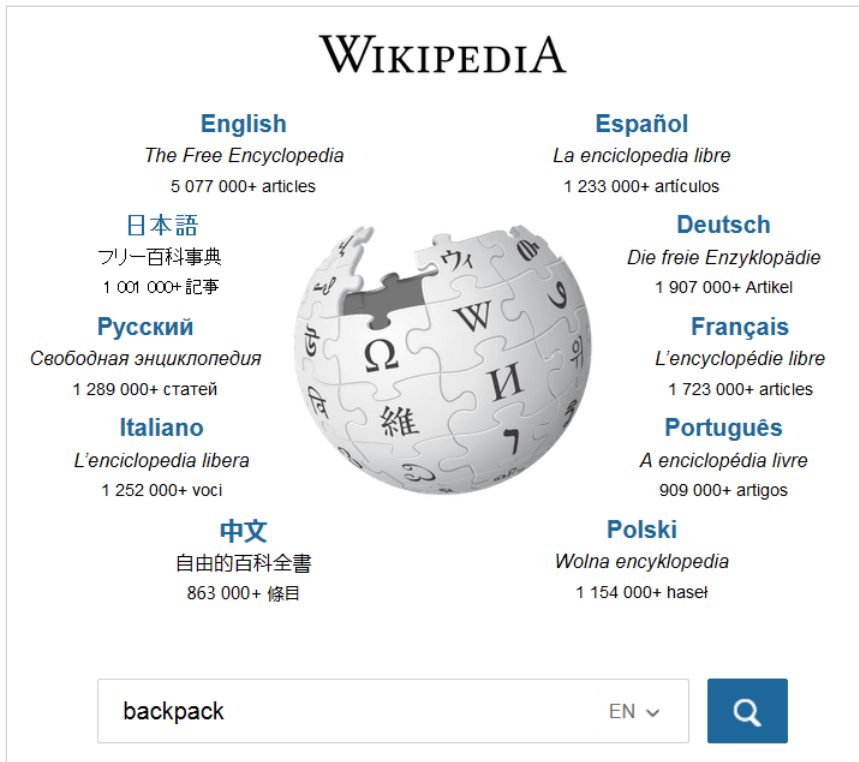 WIKIPEDIA
English
The Free Encyclopedia
5 077 000+ articles
Español
La enciclopedia libre
1 233 000+ artículos
日本語
フリー百科事典
1 001 000+ 記事
Deutsch
Die freie Enzyklopädie
1 907 000+ Artikel
Русский
Свободная энциклопедия
1 289 000+ статей
Français
L'encyclopédie libre
1 723 000+ articles
Italiano
L'enciclopedia libera
1 252 000+ voci
Português
A enciclopédia livre
909 000+ artigos
中文
自由的百科全書
863 000+ 條目
Polski
Wolna encyklopedia
1 154 000+ haseł
ウィ
W
Ω
И
維
backpack
EN